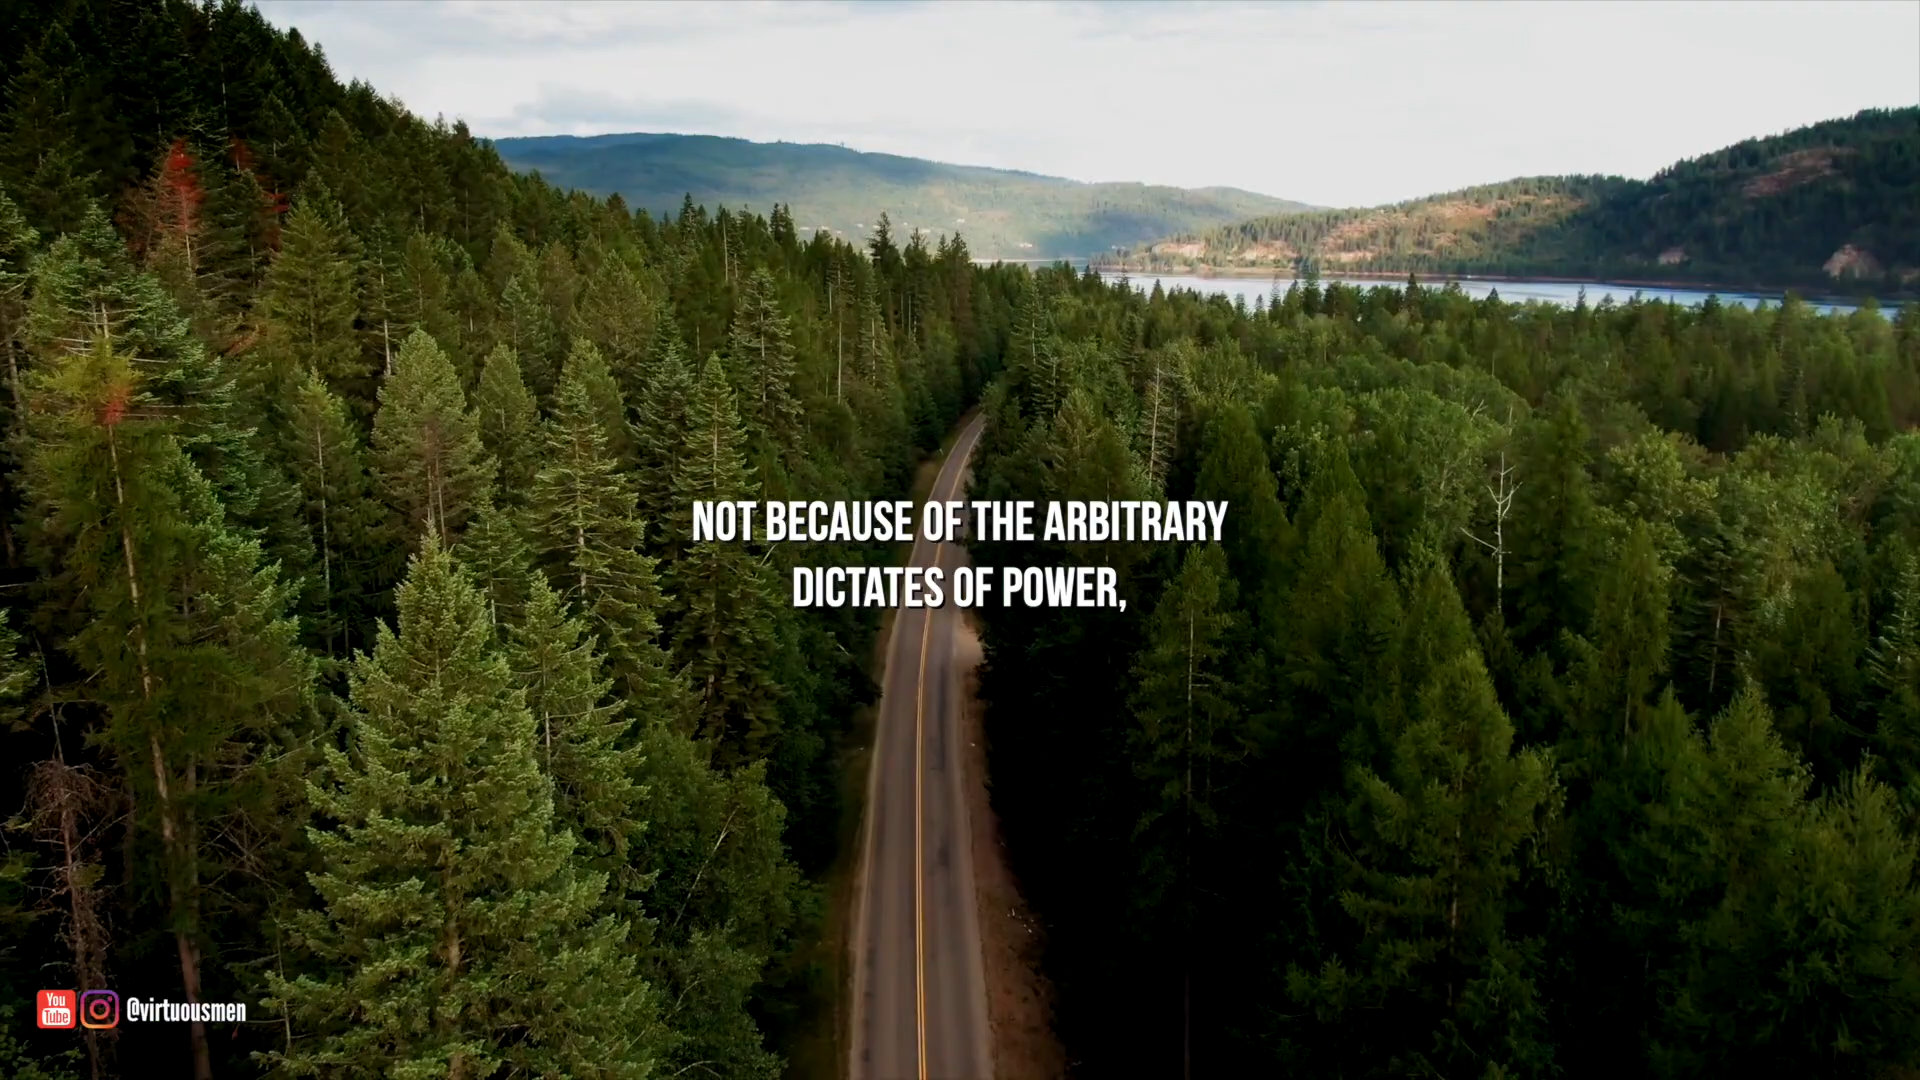 NOT BECAUSE OF THE ARBITRARY
DICTATES OF POWER,
You
Tube
@virtuousmen